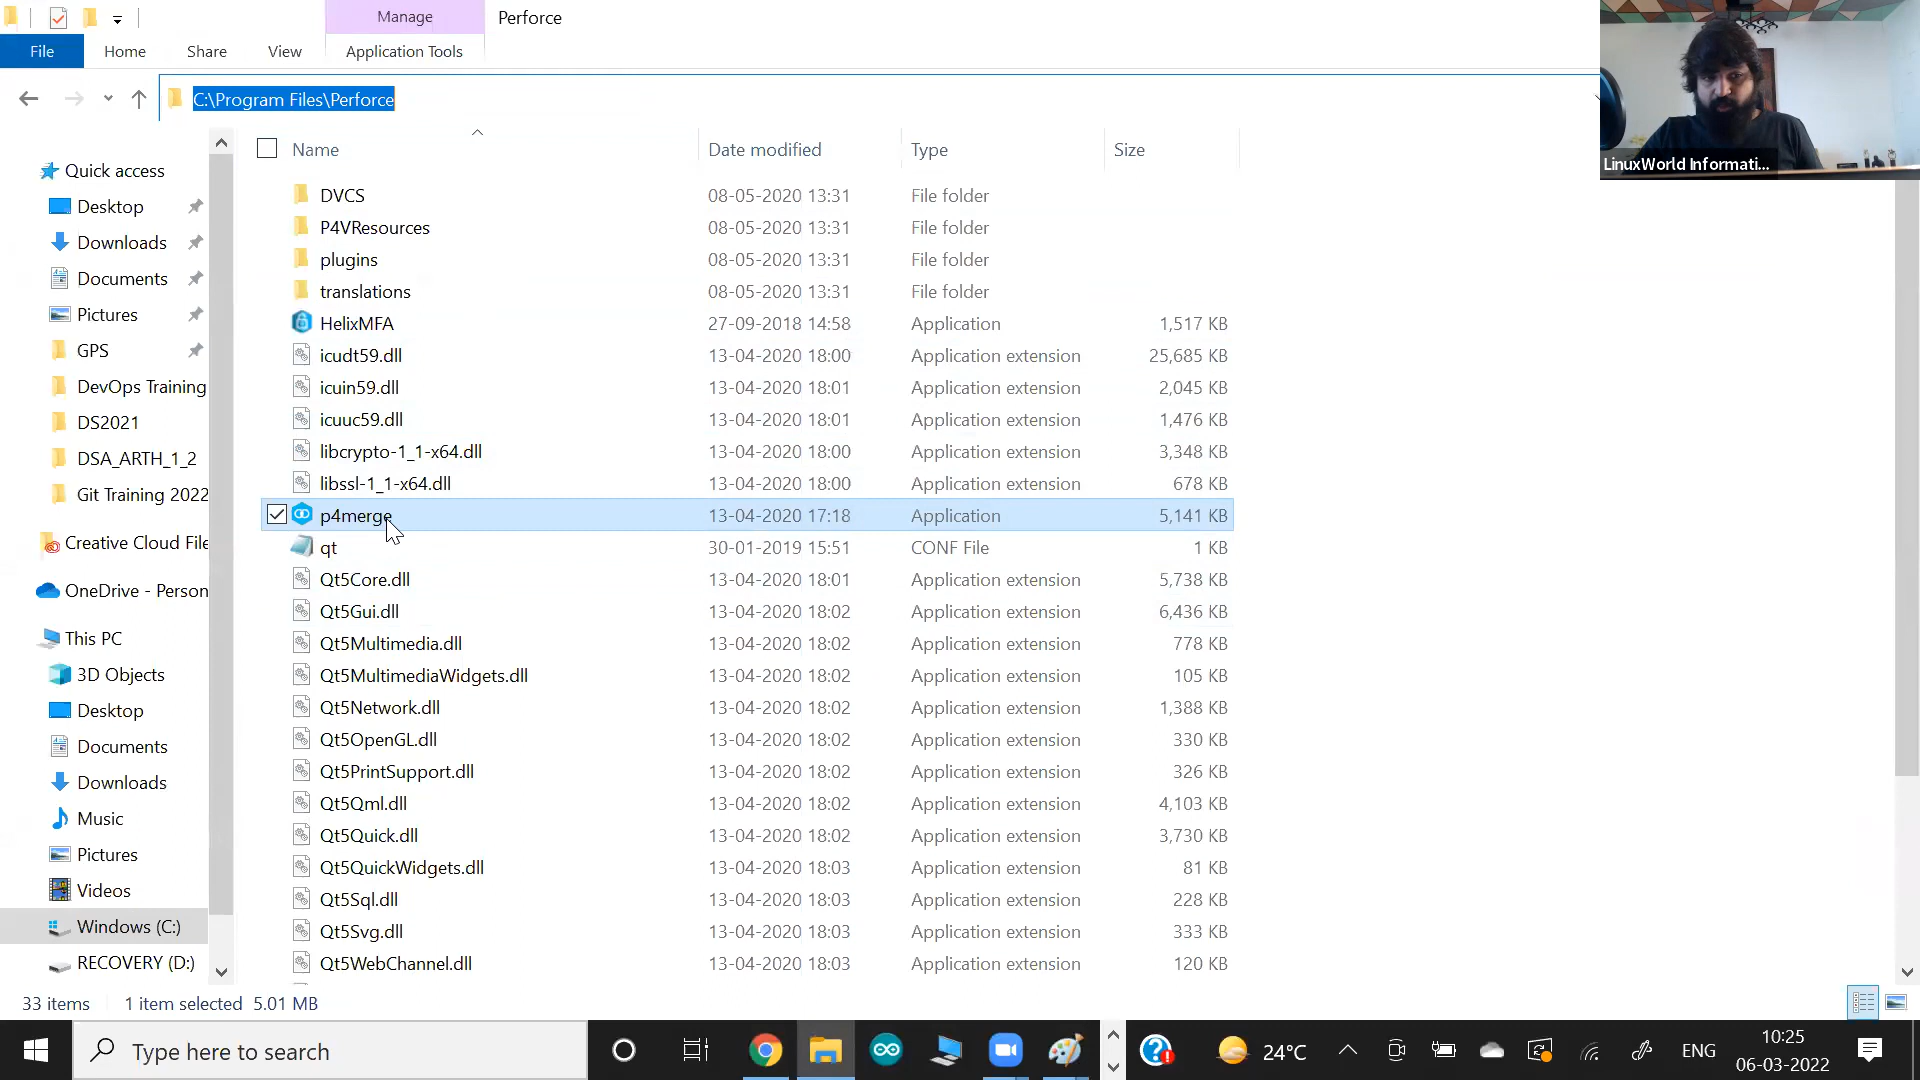 Manage
Perforce
File
Home
Share
View
Application Tools
C:\Program Files\Perforce
LinuxWorld Informati...
Name
Date modified
Type
Size
Quick access
Desktop
Downloads
Documents
Pictures
GPS
DevOps Training
DS2021
DSA_ARTH_1_2
Git Training 2022
Creative Cloud File
OneDrive - Person
This PC
3D Objects
Desktop
Documents
Downloads
Music
Pictures
Videos
Windows (C:)
RECOVERY (D:)
DVCS 08-05-2020 13:31 File folder
P4VResources 08-05-2020 13:31 File folder
plugins 08-05-2020 13:31 File folder
translations 08-05-2020 13:31 File folder
HelixMFA 27-09-2018 14:58 Application 1,517 KB
icudt59.dll 13-04-2020 18:00 Application extension 25,685 KB
icuin59.dll 13-04-2020 18:01 Application extension 2,045 KB
icuuc59.dll 13-04-2020 18:01 Application extension 1,476 KB
libcrypto-1_1-x64.dll 13-04-2020 18:00 Application extension 3,348 KB
libssl-1_1-x64.dll 13-04-2020 18:00 Application extension 678 KB
p4merge 13-04-2020 17:18 Application 5,141 KB
qt 30-01-2019 15:51 CONF File 1 KB
Qt5Core.dll 13-04-2020 18:01 Application extension 5,738 KB
Qt5Gui.dll 13-04-2020 18:02 Application extension 6,436 KB
Qt5Multimedia.dll 13-04-2020 18:02 Application extension 778 KB
Qt5MultimediaWidgets.dll 13-04-2020 18:02 Application extension 105 KB
Qt5Network.dll 13-04-2020 18:02 Application extension 1,388 KB
Qt5OpenGL.dll 13-04-2020 18:02 Application extension 330 KB
Qt5PrintSupport.dll 13-04-2020 18:02 Application extension 326 KB
Qt5Qml.dll 13-04-2020 18:02 Application extension 4,103 KB
Qt5Quick.dll 13-04-2020 18:02 Application extension 3,730 KB
Qt5QuickWidgets.dll 13-04-2020 18:03 Application extension 81 KB
Qt5Sql.dll 13-04-2020 18:03 Application extension 228 KB
Qt5Svg.dll 13-04-2020 18:03 Application extension 333 KB
Qt5WebChannel.dll 13-04-2020 18:03 Application extension 120 KB
33 items 1 item selected 5.01 MB
Type here to search
24°C
ENG
10:25
06-03-2022